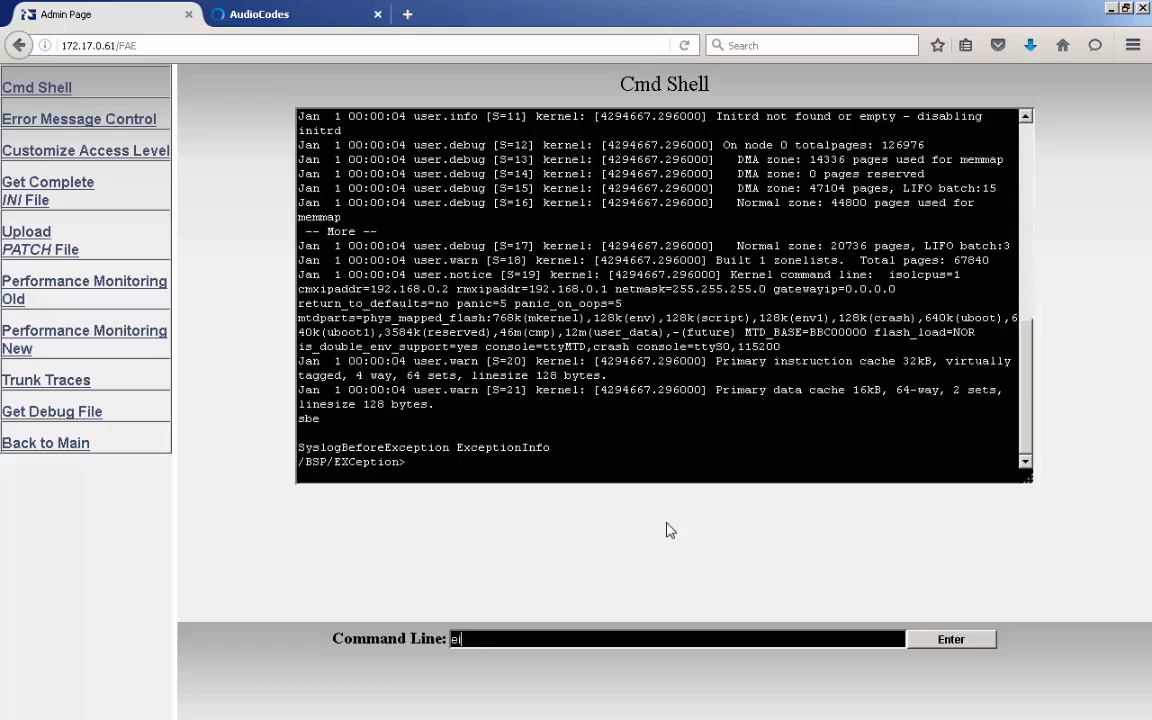 Admin Page
AudioCodes
172.17.0.61/FAE
Search
Cmd Shell
Error Message Control
Customize Access Level
Get Complete
INI File
Upload
PATCH File
Performance Monitoring
Old
Performance Monitoring
New
Trunk Traces
Get Debug File
Back to Main
Cmd Shell
Jan  1 00:00:04 user.info [S=11] kernel: [4294667.296000] Initrd not found or empty - disabling
initrd
Jan  1 00:00:04 user.debug [S=12] kernel: [4294667.296000] On node 0 totalpages: 126976
Jan  1 00:00:04 user.debug [S=13] kernel: [4294667.296000]   DMA zone: 14336 pages used for memmap
Jan  1 00:00:04 user.debug [S=14] kernel: [4294667.296000]   DMA zone: 0 pages reserved
Jan  1 00:00:04 user.debug [S=15] kernel: [4294667.296000]   DMA zone: 47104 pages, LIFO batch:15
Jan  1 00:00:04 user.debug [S=16] kernel: [4294667.296000]   Normal zone: 44800 pages used for
memmap
-- More --
Jan  1 00:00:04 user.debug [S=17] kernel: [4294667.296000]   Normal zone: 20736 pages, LIFO batch:3
Jan  1 00:00:04 user.warn [S=18] kernel: [4294667.296000] Built 1 zonelists.  Total pages: 67840
Jan  1 00:00:04 user.notice [S=19] kernel: [4294667.296000] Kernel command line:  isolcpus=1
cmxipaddr=192.168.0.2 rmxipaddr=192.168.0.1 netmask=255.255.255.0 gatewayip=0.0.0.0
return_to_defaults=no panic=5 panic_on_oops=5
mtdparts=phys_mapped_flash:768k(mkernel),128k(env),128k(script),128k(env1),128k(crash),640k(uboot),6
40k(uboot1),3584k(reserved),46m(cmp),12m(user_data),-(future) MTD_BASE=BBC00000 flash_load=NOR
is_double_env_support=yes console=ttyMTD,crash console=ttyS0,115200
Jan  1 00:00:04 user.warn [S=20] kernel: [4294667.296000] Primary instruction cache 32kB, virtually
tagged, 4 way, 64 sets, linesize 128 bytes.
Jan  1 00:00:04 user.warn [S=21] kernel: [4294667.296000] Primary data cache 16kB, 64-way, 2 sets,
linesize 128 bytes.
sbe
SyslogBeforeException ExceptionInfo
/BSP/EXCeption>
Command Line: ei
Enter